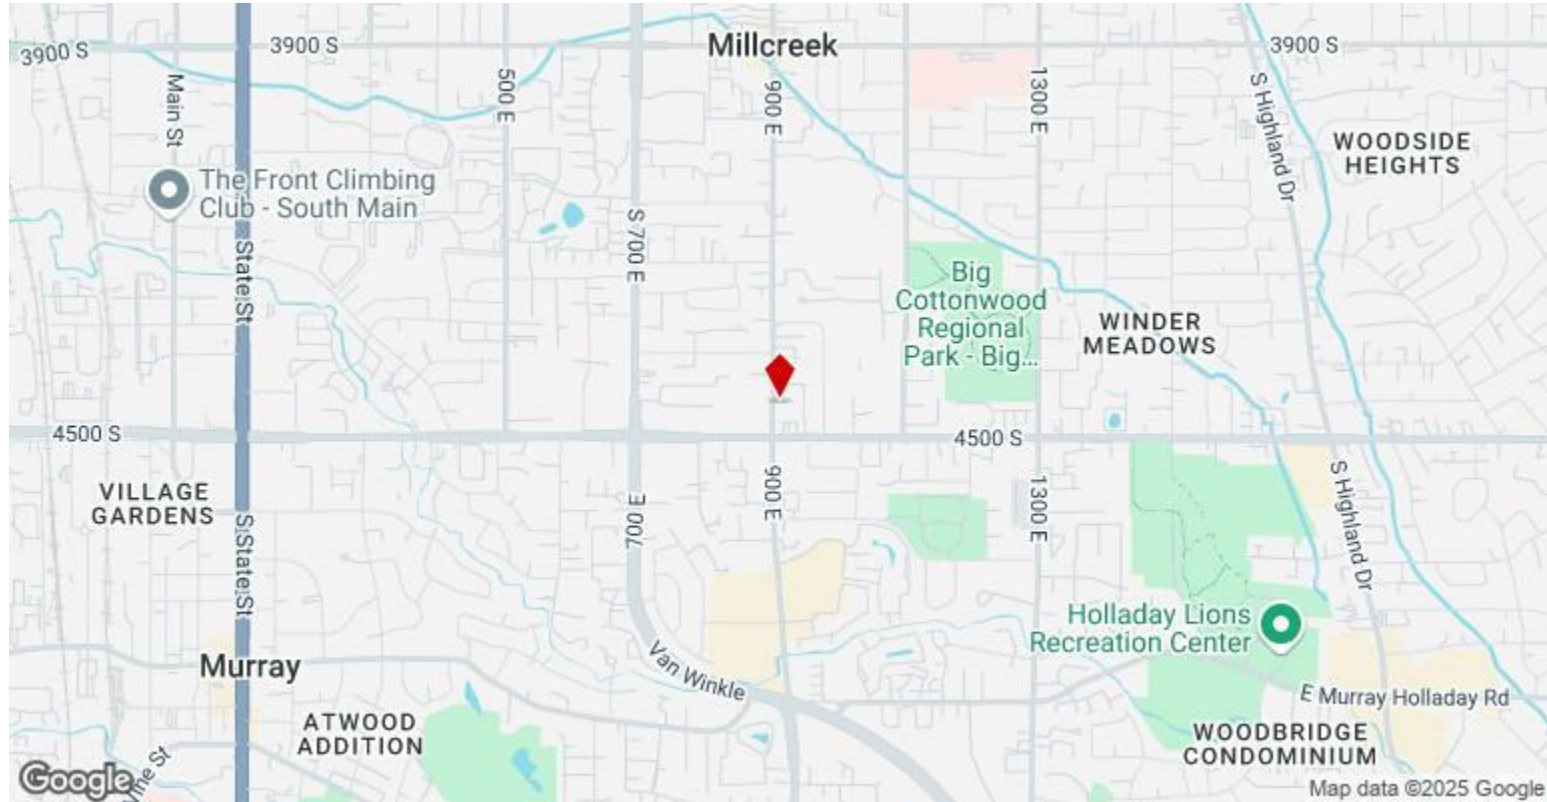 Millcreek
3900 S
3900 S
3900 S
Main St
500 E
900 E
1300 E
S Highland Dr
WOODSIDE
HEIGHTS
The Front Climbing
Club - South Main
State St
S 700 E
Big
Cottonwood
Regional
Park - Big...
WINDER
MEADOWS
4500 S
4500 S
VILLAGE
GARDENS
S State St
700 E
900 E
1300 E
S Highland Dr
Holladay Lions
Recreation Center
Murray
Van Winkle
E Murray Holladay Rd
ATWOOD
ADDITION
WOODBRIDGE
CONDOMINIUM
Vine St
Google
Map data ©2025 Google